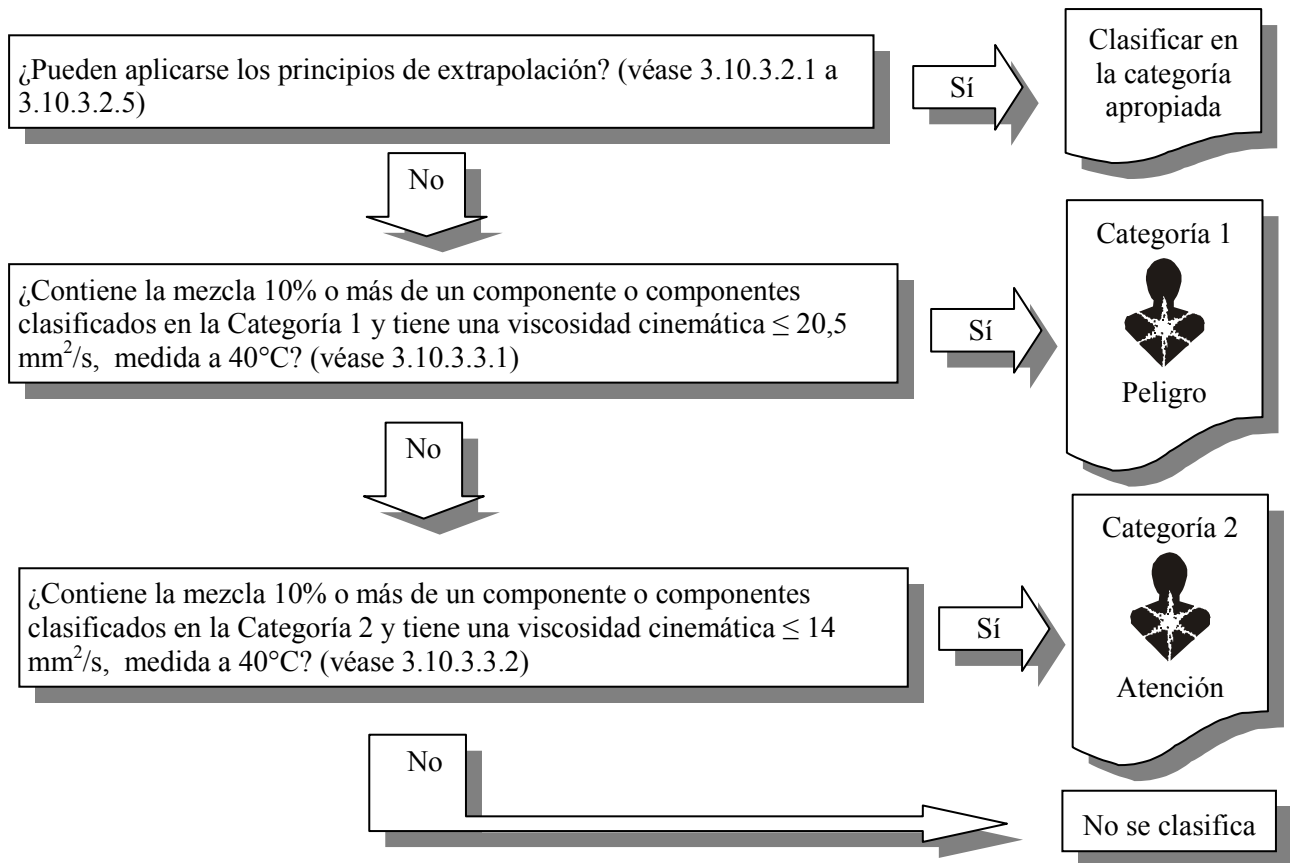 ¿Pueden aplicarse los principios de extrapolación? (véase 3.10.3.2.1 a
3.10.3.2.5)
Sí
Clasificar en
la categoría
apropiada
No
¿Contiene la mezcla 10% o más de un componente o componentes
clasificados en la Categoría 1 y tiene una viscosidad cinemática ≤ 20,5
mm²/s, medida a 40°C? (véase 3.10.3.3.1)
Sí
Categoría 1
Peligro
No
¿Contiene la mezcla 10% o más de un componente o componentes
clasificados en la Categoría 2 y tiene una viscosidad cinemática ≤ 14
mm²/s, medida a 40°C? (véase 3.10.3.3.2)
Sí
Categoría 2
Atención
No
No se clasifica